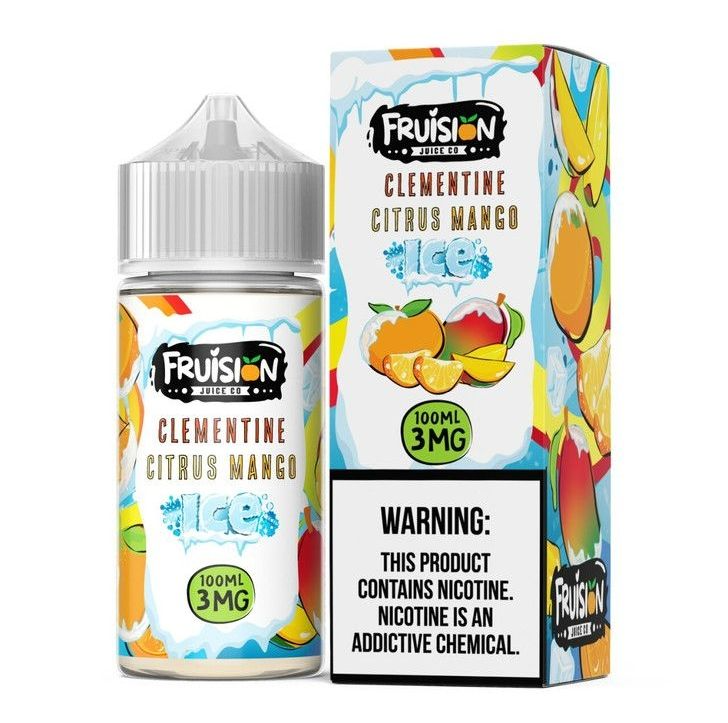 FRUISION
JUICE CO
CLEMENTINE
CITRUS MANGO
ICE
100ML
3MG
FRUISION
JUICE CO
CLEMENTINE
CITRUS MANGO
ICE
100ML
3MG
WARNING:
THIS PRODUCT
CONTAINS NICOTINE.
NICOTINE IS AN
ADDICTIVE CHEMICAL.
FRUISION
JUICE CO